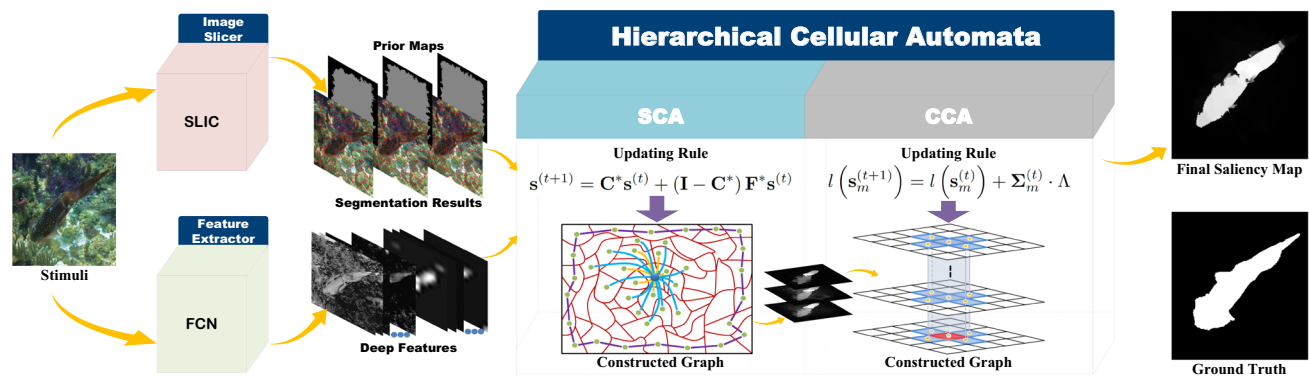 Image
Slicer
SLIC
Stimuli
Feature
Extractor
FCN
Prior Maps
Segmentation Results
Deep Features
Hierarchical Cellular Automata
SCA
CCA
Updating Rule
s^{(t+1)} = C^* s^{(t)} + (I − C^*) F^* s^{(t)}
Constructed Graph
Updating Rule
l(s_m^{(t+1)}) = l(s_m^{(t)}) + Σ_m^{(t)} · Λ
Constructed Graph
Final Saliency Map
Ground Truth